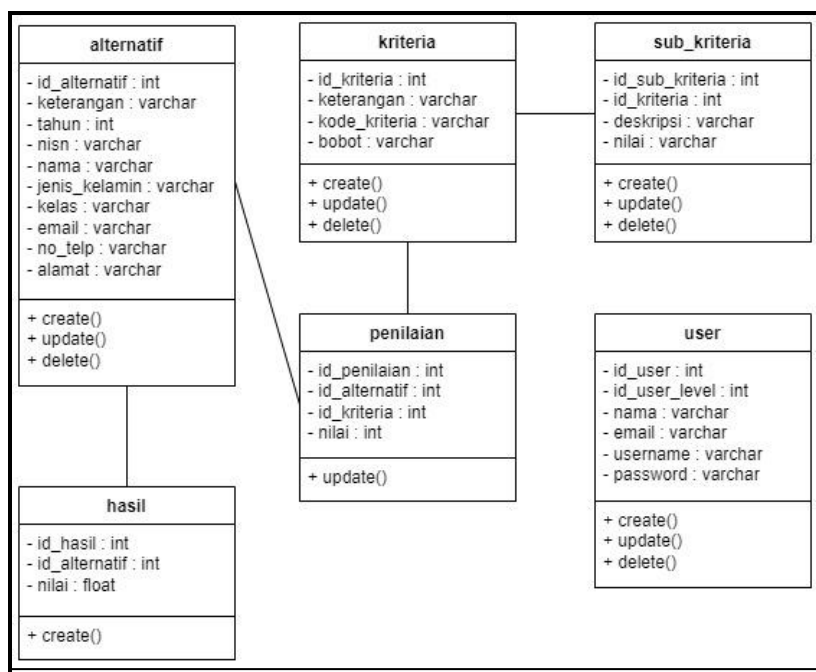 alternatif
- id_alternatif : int
- keterangan : varchar
- tahun : int
- nisn : varchar
- nama : varchar
- jenis_kelamin : varchar
- kelas : varchar
- email : varchar
- no_telp : varchar
- alamat : varchar
+ create()
+ update()
+ delete()
kriteria
- id_kriteria : int
- keterangan : varchar
- kode_kriteria : varchar
- bobot : varchar
+ create()
+ update()
+ delete()
sub_kriteria
- id_sub_kriteria : int
- id_kriteria : int
- deskripsi : varchar
- nilai : varchar
+ create()
+ update()
+ delete()
penilaian
- id_penilaian : int
- id_alternatif : int
- id_kriteria : int
- nilai : int
+ update()
user
- id_user : int
- id_user_level : int
- nama : varchar
- email : varchar
- username : varchar
- password : varchar
+ create()
+ update()
+ delete()
hasil
- id_hasil : int
- id_alternatif : int
- nilai : float
+ create()